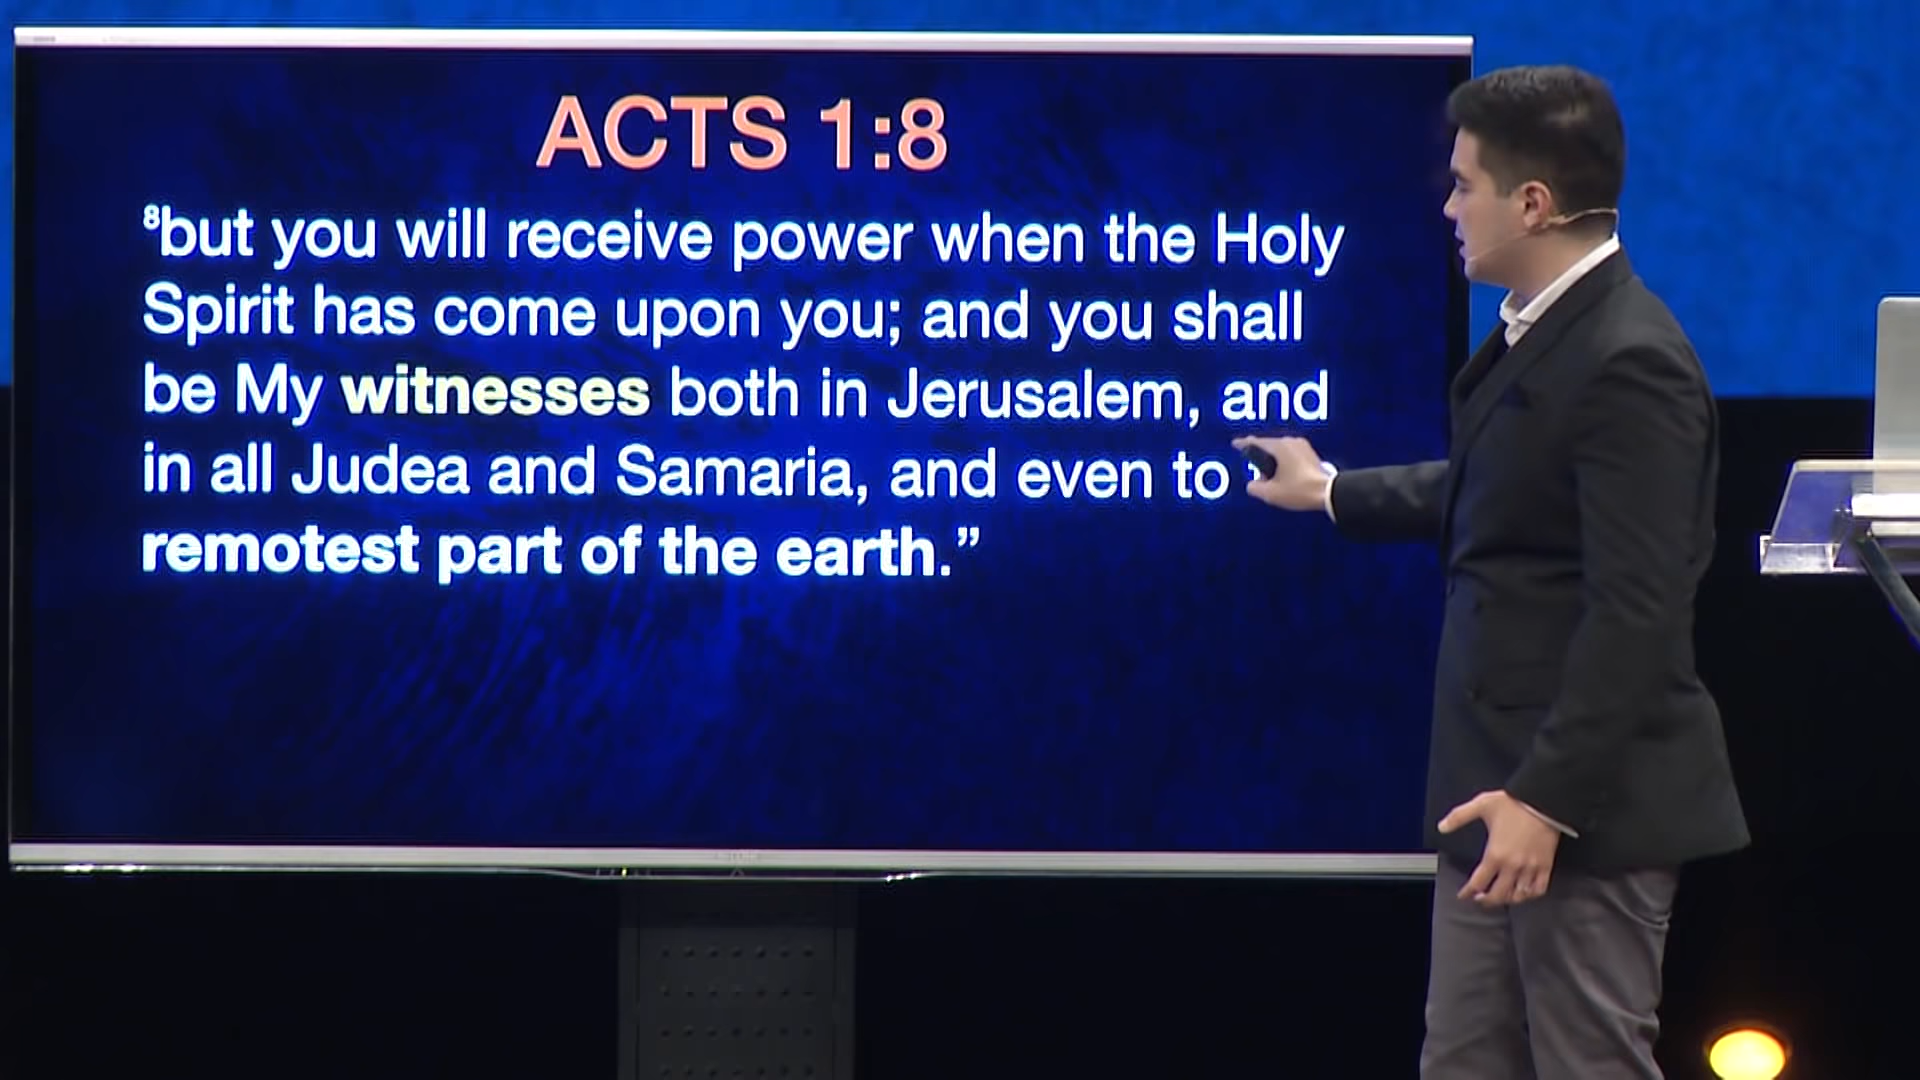 ACTS 1:8
8but you will receive power when the Holy
Spirit has come upon you; and you shall
be My witnesses both in Jerusalem, and
in all Judea and Samaria, and even to
remotest part of the earth.”